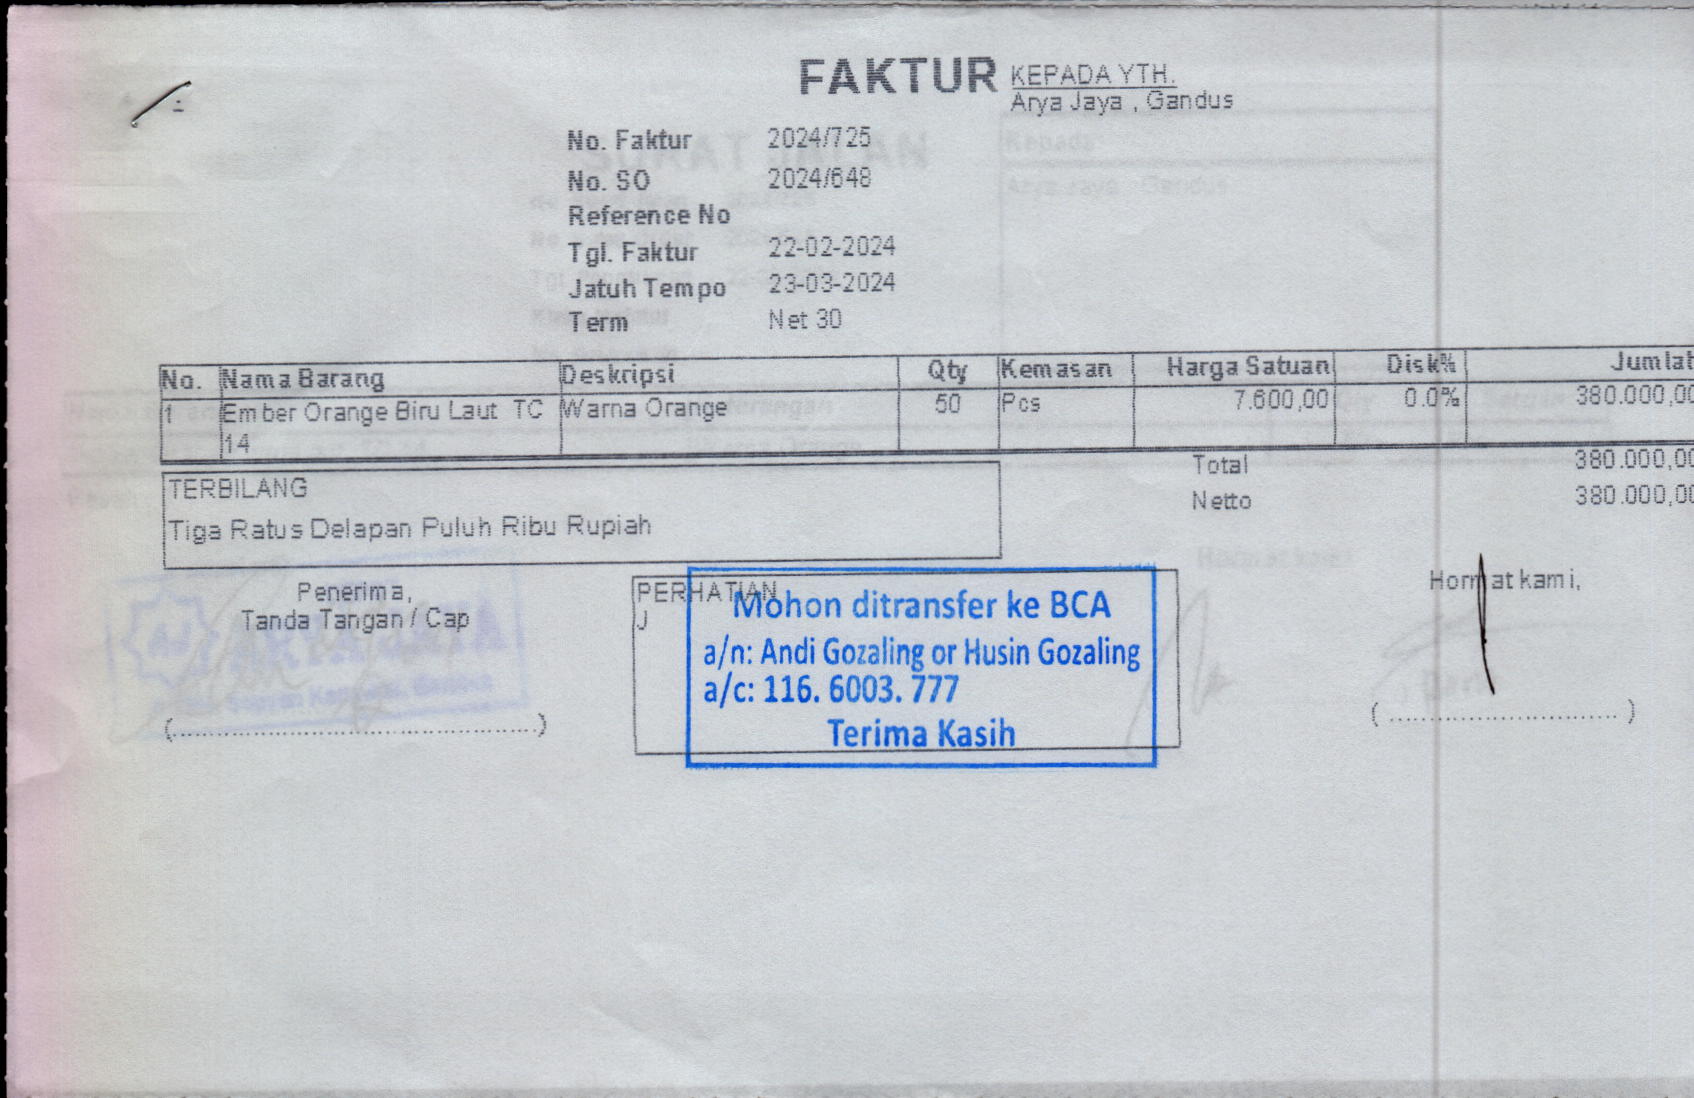 FAKTUR
KEPADA YTH.
Arya Jaya , Gandus
No. Faktur 2024/725
No. SO 2024/648
Reference No
Tgl. Faktur 22-02-2024
Jatuh Tempo 23-03-2024
Term Net 30
No. Nama Barang Deskripsi Qty Kemasan Harga Satuan Disk% Jumlah
1 Ember Orange Biru Laut TC Warna Orange 50 Pcs 7.600,00 0.0% 380.000,00
14
Total 380.000,00
Netto 380.000,00
TERBILANG
Tiga Ratus Delapan Puluh Ribu Rupiah
Penerima,
Tanda Tangan / Cap
(..............................................)
PERHATIAN
J
Mohon ditransfer ke BCA
a/n: Andi Gozaling or Husin Gozaling
a/c: 116. 6003. 777
Terima Kasih
Hormat kami,
( ............................... )